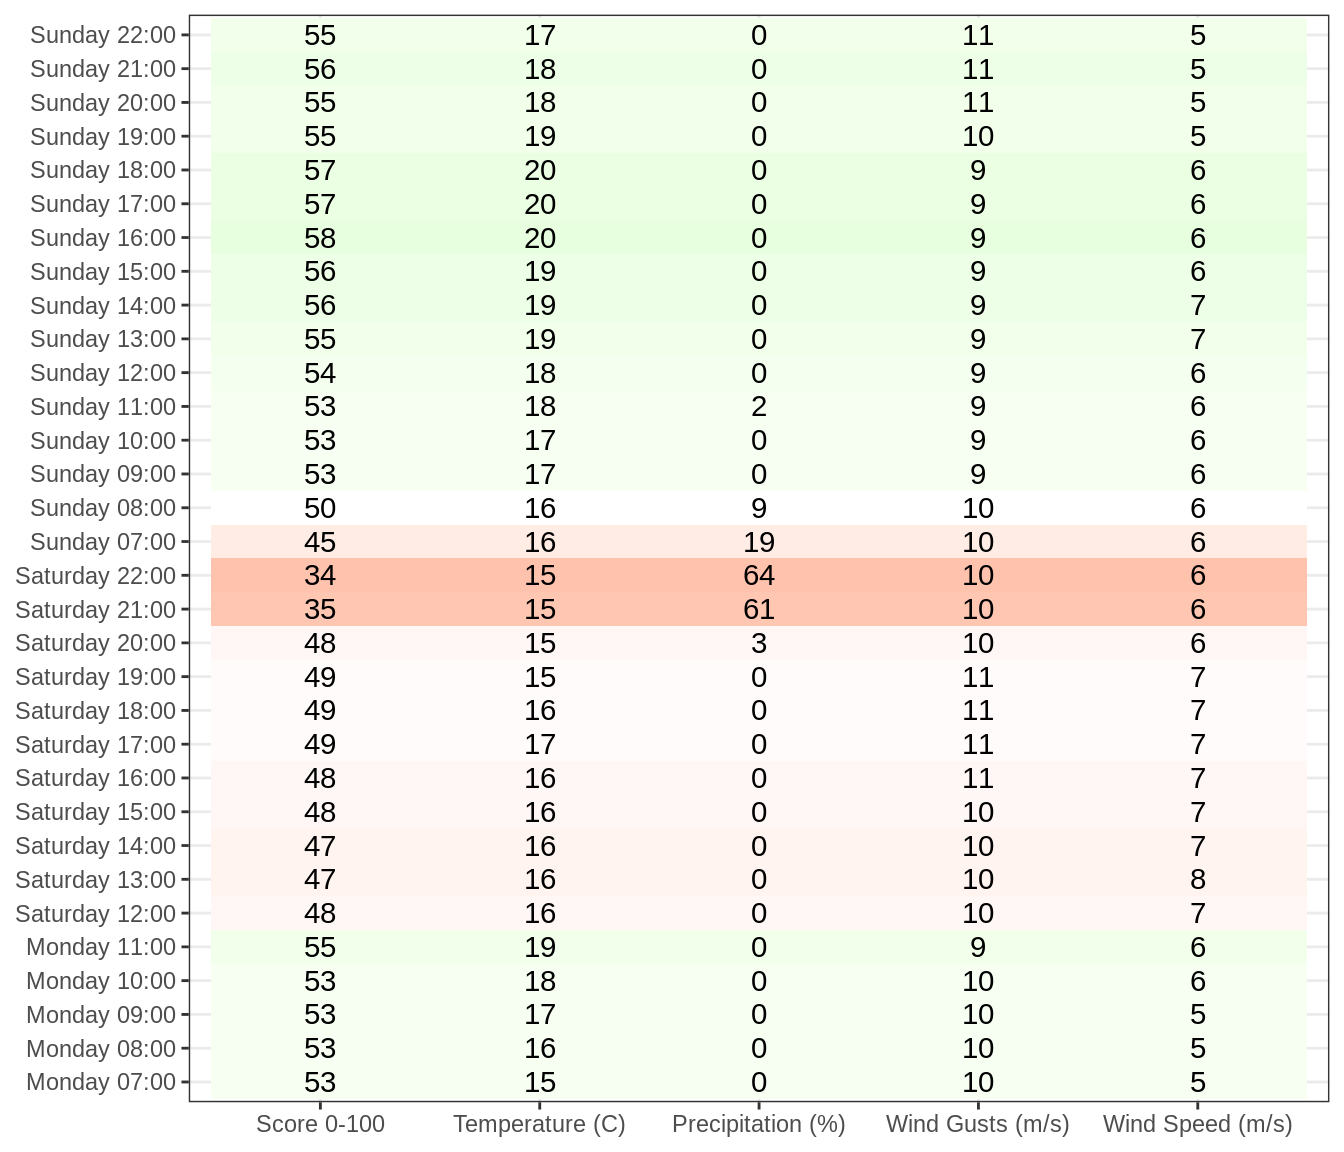 Sunday 22:00 55 17 0 11 5
Sunday 21:00 56 18 0 11 5
Sunday 20:00 55 18 0 11 5
Sunday 19:00 55 19 0 10 5
Sunday 18:00 57 20 0 9 6
Sunday 17:00 57 20 0 9 6
Sunday 16:00 58 20 0 9 6
Sunday 15:00 56 19 0 9 6
Sunday 14:00 56 19 0 9 7
Sunday 13:00 55 19 0 9 7
Sunday 12:00 54 18 0 9 6
Sunday 11:00 53 18 2 9 6
Sunday 10:00 53 17 0 9 6
Sunday 09:00 53 17 0 9 6
Sunday 08:00 50 16 9 10 6
Sunday 07:00 45 16 19 10 6
Saturday 22:00 34 15 64 10 6
Saturday 21:00 35 15 61 10 6
Saturday 20:00 48 15 3 10 6
Saturday 19:00 49 15 0 11 7
Saturday 18:00 49 16 0 11 7
Saturday 17:00 49 17 0 11 7
Saturday 16:00 48 16 0 11 7
Saturday 15:00 48 16 0 10 7
Saturday 14:00 47 16 0 10 7
Saturday 13:00 47 16 0 10 8
Saturday 12:00 48 16 0 10 7
Monday 11:00 55 19 0 9 6
Monday 10:00 53 18 0 10 6
Monday 09:00 53 17 0 10 5
Monday 08:00 53 16 0 10 5
Monday 07:00 53 15 0 10 5
Score 0-100 Temperature (C) Precipitation (%) Wind Gusts (m/s) Wind Speed (m/s)